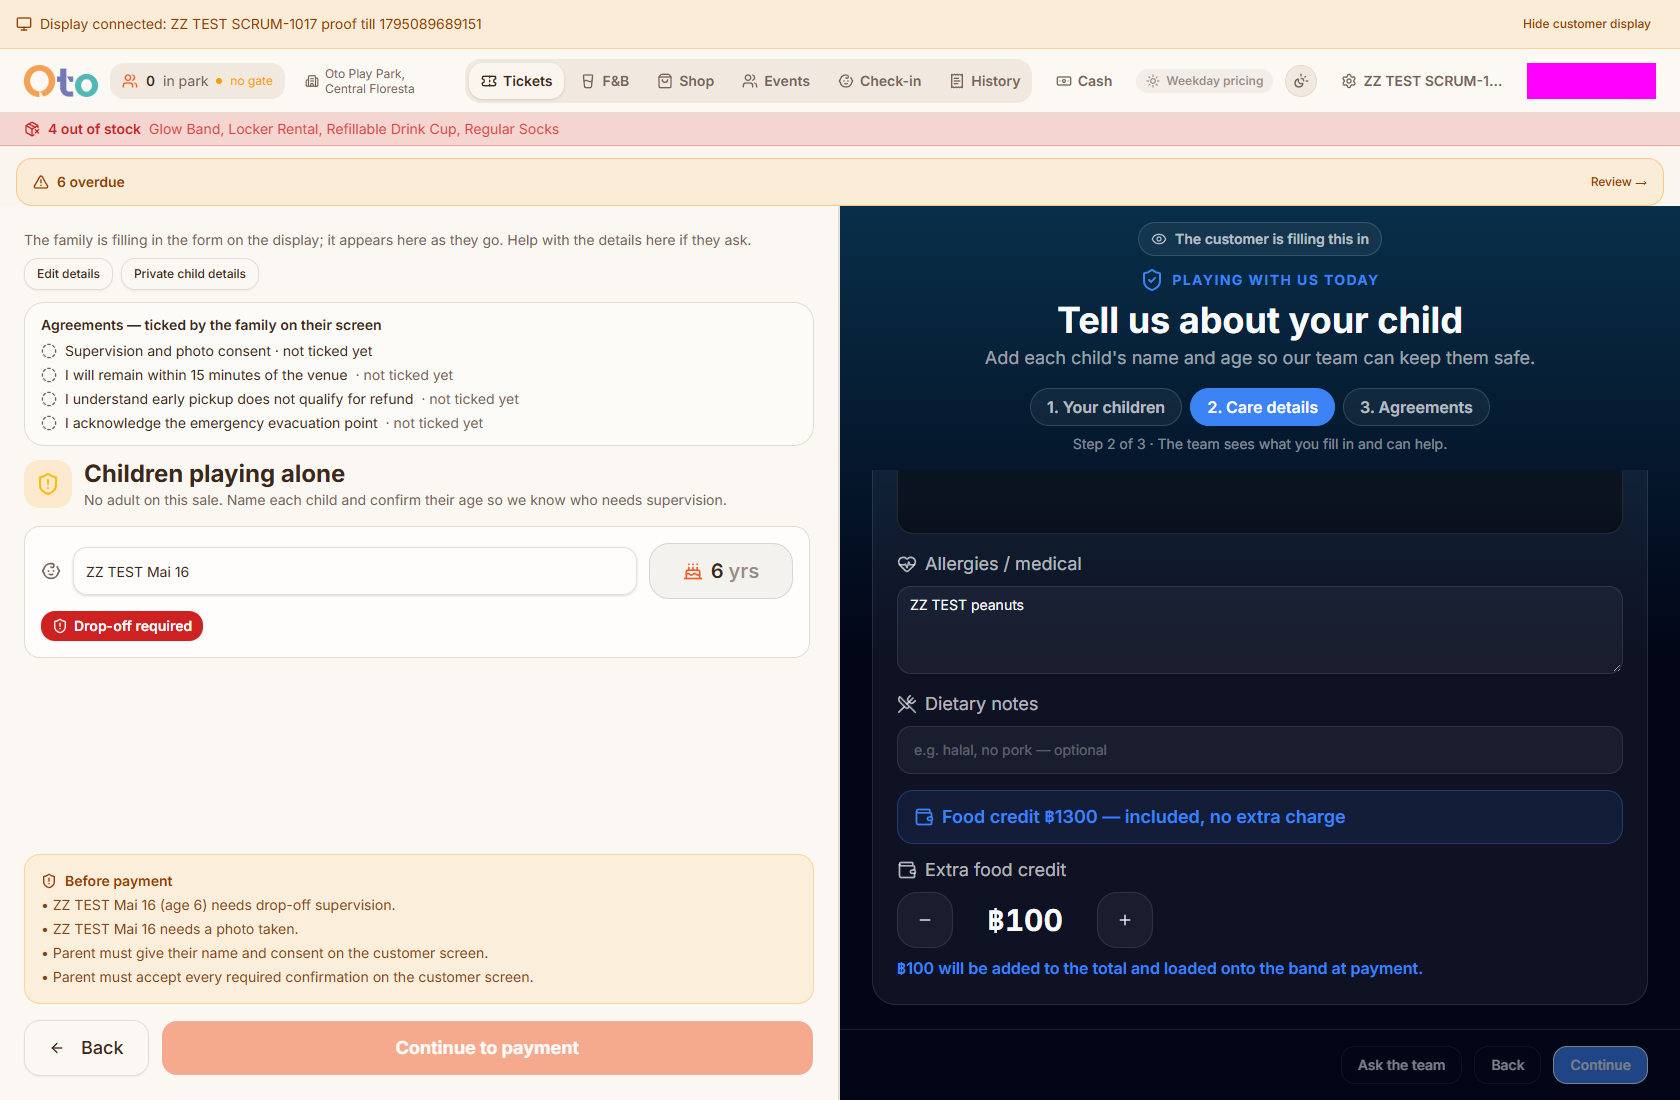 Display connected: ZZ TEST SCRUM-1017 proof till 1795089689151
Hide customer display
Oto
0 in park • no gate
Oto Play Park,
Central Floresta
Tickets
F&B
Shop
Events
Check-in
History
Cash
Weekday pricing
ZZ TEST SCRUM-1...
4 out of stock Glow Band, Locker Rental, Refillable Drink Cup, Regular Socks
6 overdue
Review →
The family is filling in the form on the display; it appears here as they go. Help with the details here if they ask.
Edit details
Private child details
Agreements — ticked by the family on their screen
Supervision and photo consent · not ticked yet
I will remain within 15 minutes of the venue · not ticked yet
I understand early pickup does not qualify for refund · not ticked yet
I acknowledge the emergency evacuation point · not ticked yet
Children playing alone
No adult on this sale. Name each child and confirm their age so we know who needs supervision.
ZZ TEST Mai 16
6 yrs
Drop-off required
Before payment
• ZZ TEST Mai 16 (age 6) needs drop-off supervision.
• ZZ TEST Mai 16 needs a photo taken.
• Parent must give their name and consent on the customer screen.
• Parent must accept every required confirmation on the customer screen.
← Back
Continue to payment
The customer is filling this in
PLAYING WITH US TODAY
Tell us about your child
Add each child's name and age so our team can keep them safe.
1. Your children
2. Care details
3. Agreements
Step 2 of 3 · The team sees what you fill in and can help.
Allergies / medical
ZZ TEST peanuts
Dietary notes
e.g. halal, no pork — optional
Food credit ฿1300 — included, no extra charge
Extra food credit
− ฿100 +
฿100 will be added to the total and loaded onto the band at payment.
Ask the team
Back
Continue